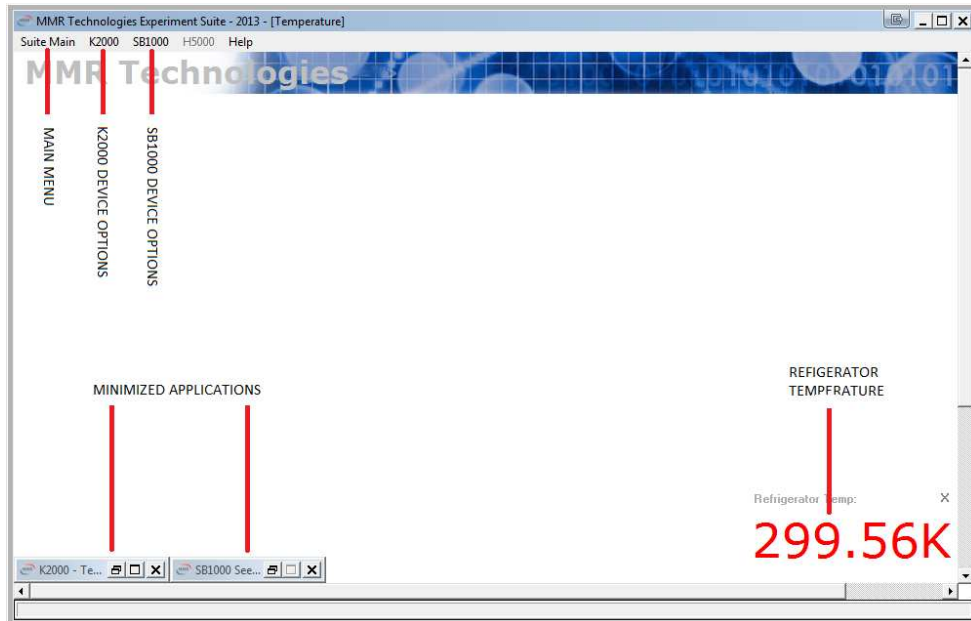 MMR Technologies Experiment Suite - 2013 - [Temperature]
Suite Main K2000 SB1000 H5000 Help
MMR Technologies
MAIN MENU
K2000 DEVICE OPTIONS
SB1000 DEVICE OPTIONS
MINIMIZED APPLICATIONS
REFIGERATOR
TEMPFRATURE
Refrigerator Temp:
299.56K
K2000 - Te...
SB1000 See...